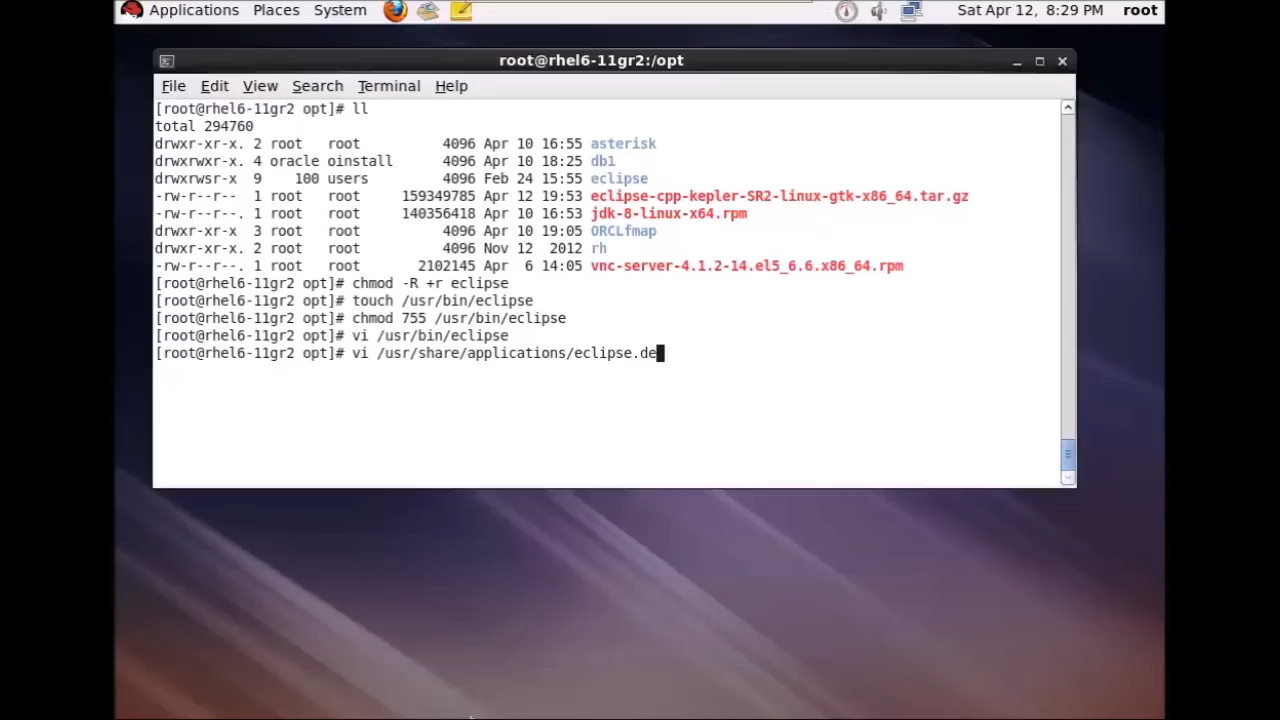 Applications Places System Sat Apr 12, 8:29 PM root
root@rhel6-11gr2:/opt
File Edit View Search Terminal Help
[root@rhel6-11gr2 opt]# ll
total 294760
drwxr-xr-x. 2 root root 4096 Apr 10 16:55 asterisk
drwxrwxr-x. 4 oracle oinstall 4096 Apr 10 18:25 db1
drwxrwsr-x 9 100 users 4096 Feb 24 15:55 eclipse
-rw-r--r-- 1 root root 159349785 Apr 12 19:53 eclipse-cpp-kepler-SR2-linux-gtk-x86_64.tar.gz
-rw-r--r--. 1 root root 140356418 Apr 10 16:53 jdk-8-linux-x64.rpm
drwxr-xr-x 3 root root 4096 Apr 10 19:05 ORCLfmap
drwxr-xr-x. 2 root root 4096 Nov 12 2012 rh
-rw-r--r--. 1 root root 2102145 Apr 6 14:05 vnc-server-4.1.2-14.el5_6.6.x86_64.rpm
[root@rhel6-11gr2 opt]# chmod -R +r eclipse
[root@rhel6-11gr2 opt]# touch /usr/bin/eclipse
[root@rhel6-11gr2 opt]# chmod 755 /usr/bin/eclipse
[root@rhel6-11gr2 opt]# vi /usr/bin/eclipse
[root@rhel6-11gr2 opt]# vi /usr/share/applications/eclipse.de